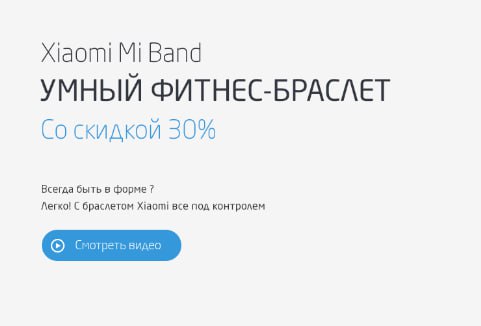 Xiaomi Mi Band
УМНЫЙ ФИТНЕС-БРАСЛЕТ
Со скидкой 30%
Всегда быть в форме ?
Легко! С браслетом Xiaomi все под контролем
Смотреть видео